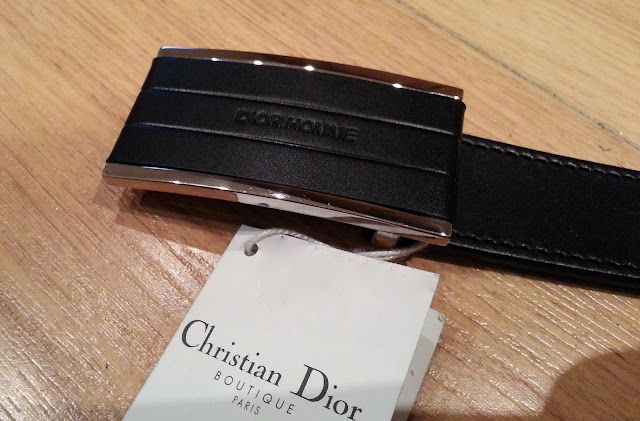 DIOR HOMME
Christian Dior
BOUTIQUE
PARIS